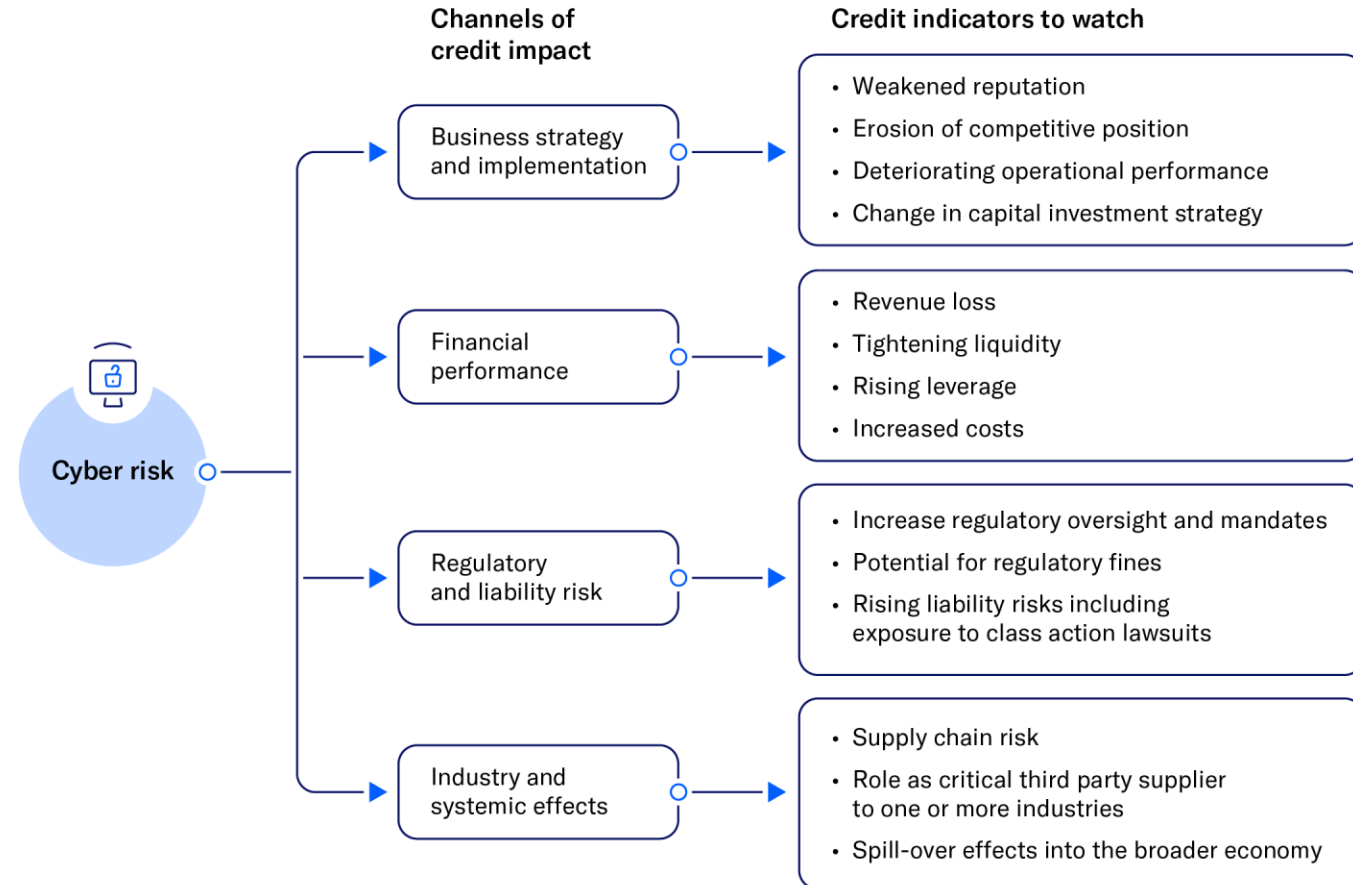 Channels of
credit impact
Credit indicators to watch
Cyber risk
Business strategy
and implementation
• Weakened reputation
• Erosion of competitive position
• Deteriorating operational performance
• Change in capital investment strategy
Financial
performance
• Revenue loss
• Tightening liquidity
• Rising leverage
• Increased costs
Regulatory
and liability risk
• Increase regulatory oversight and mandates
• Potential for regulatory fines
• Rising liability risks including
exposure to class action lawsuits
Industry and
systemic effects
• Supply chain risk
• Role as critical third party supplier
to one or more industries
• Spill-over effects into the broader economy